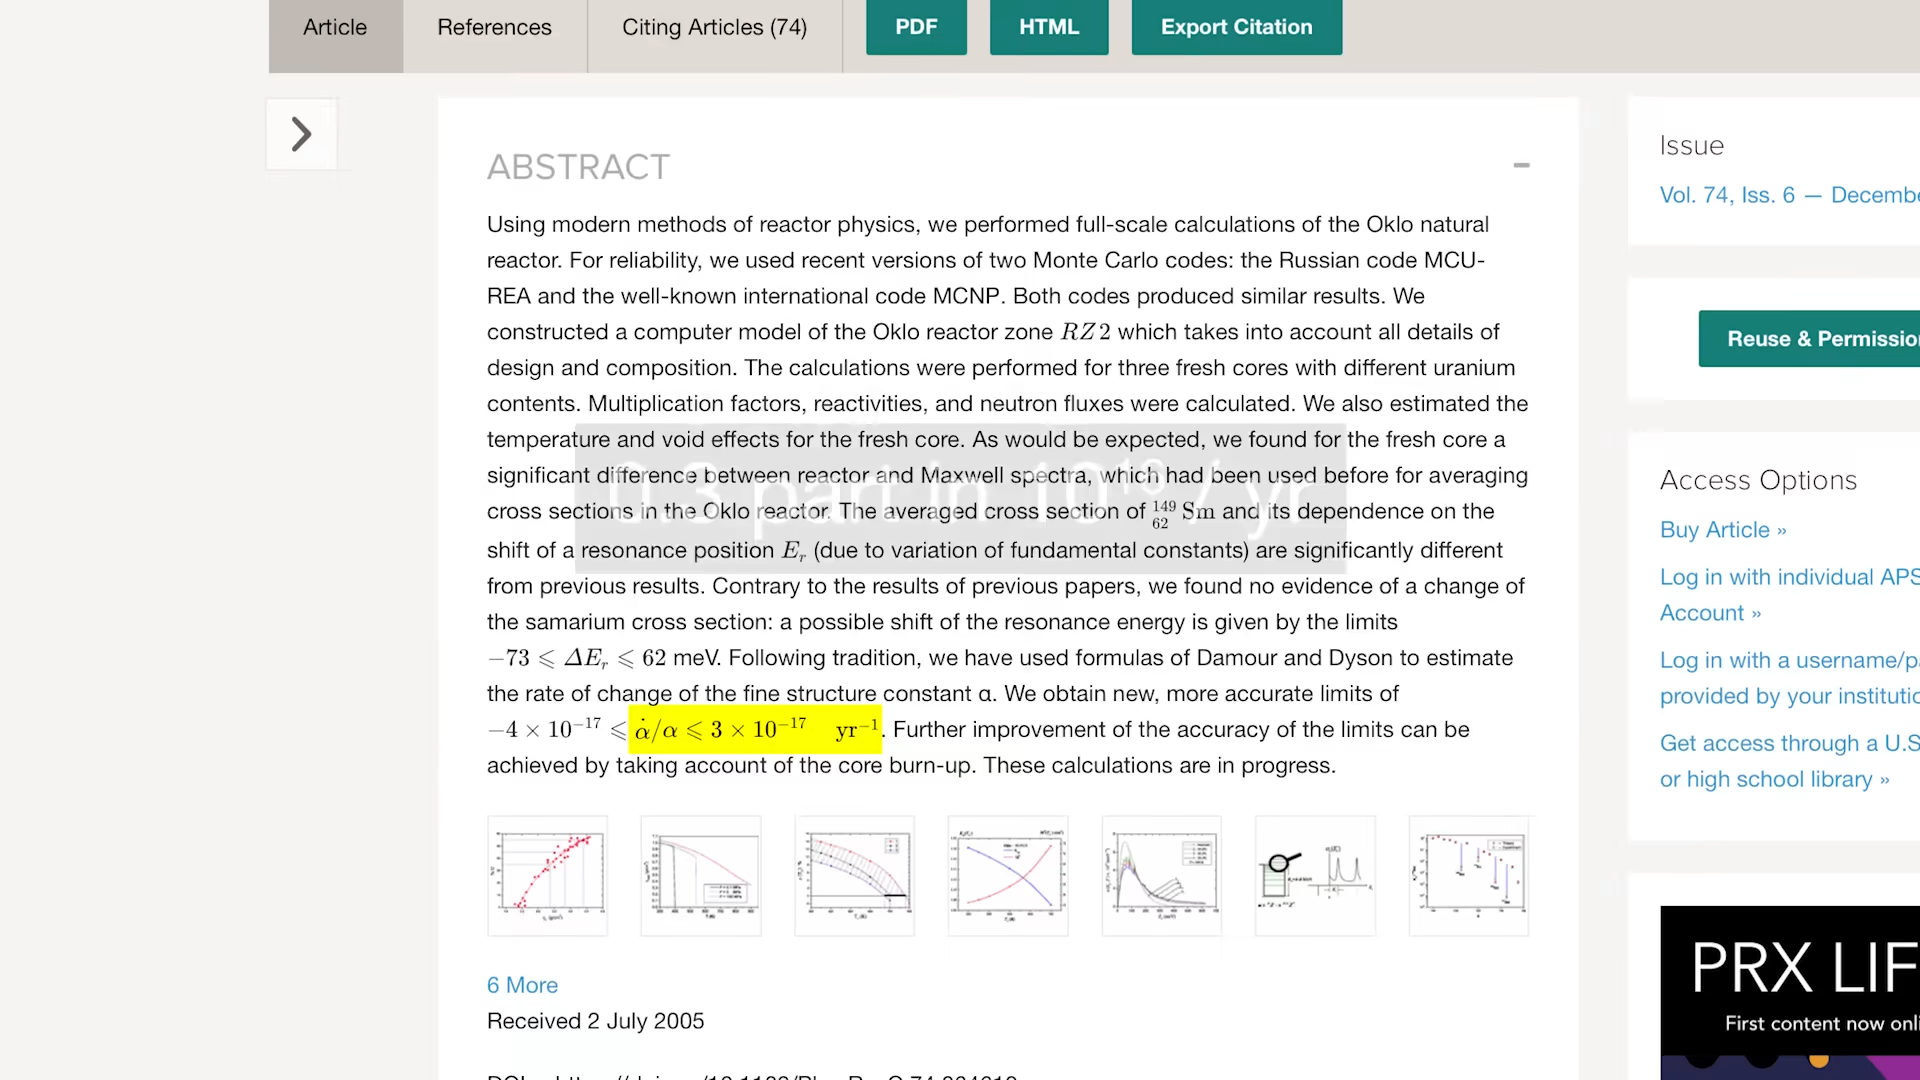 Article
References
Citing Articles (74)
PDF
HTML
Export Citation
ABSTRACT
Using modern methods of reactor physics, we performed full-scale calculations of the Oklo natural
reactor. For reliability, we used recent versions of two Monte Carlo codes: the Russian code MCU-
REA and the well-known international code MCNP. Both codes produced similar results. We
constructed a computer model of the Oklo reactor zone RZ2 which takes into account all details of
design and composition. The calculations were performed for three fresh cores with different uranium
contents. Multiplication factors, reactivities, and neutron fluxes were calculated. We also estimated the
temperature and void effects for the fresh core. As would be expected, we found for the fresh core a
significant difference between reactor and Maxwell spectra, which had been used before for averaging
cross sections in the Oklo reactor. The averaged cross section of ¹⁴⁹₆₂Sm and its dependence on the
shift of a resonance position Eᵣ (due to variation of fundamental constants) are significantly different
from previous results. Contrary to the results of previous papers, we found no evidence of a change of
the samarium cross section: a possible shift of the resonance energy is given by the limits
−73 ⩽ ΔEᵣ ⩽ 62 meV. Following tradition, we have used formulas of Damour and Dyson to estimate
the rate of change of the fine structure constant α. We obtain new, more accurate limits of
−4 × 10⁻¹⁷ ⩽ α̇/α ⩽ 3 × 10⁻¹⁷ yr⁻¹. Further improvement of the accuracy of the limits can be
achieved by taking account of the core burn-up. These calculations are in progress.
6 More
Received 2 July 2005
Issue
Vol. 74, Iss. 6 — Decembe
Reuse & Permissio
Access Options
Buy Article »
Log in with individual APS
Account »
Log in with a username/pa
provided by your institutio
Get access through a U.S
or high school library »
PRX LIF
First content now onli